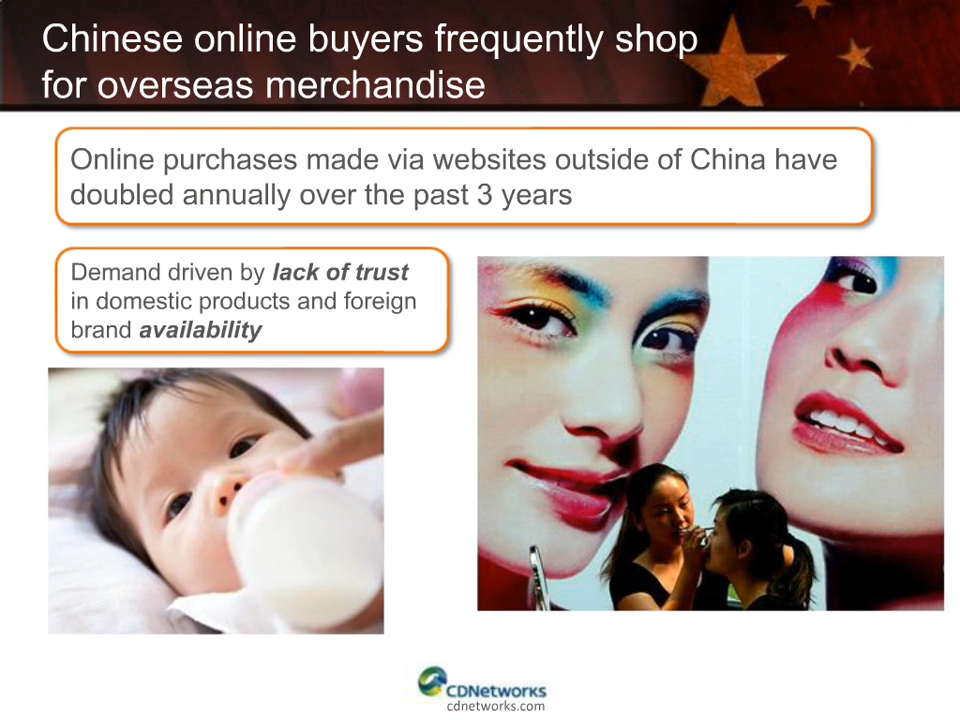 Chinese online buyers frequently shop
for overseas merchandise
Online purchases made via websites outside of China have
doubled annually over the past 3 years
Demand driven by lack of trust
in domestic products and foreign
brand availability
CDNetworks
cdnetworks.com